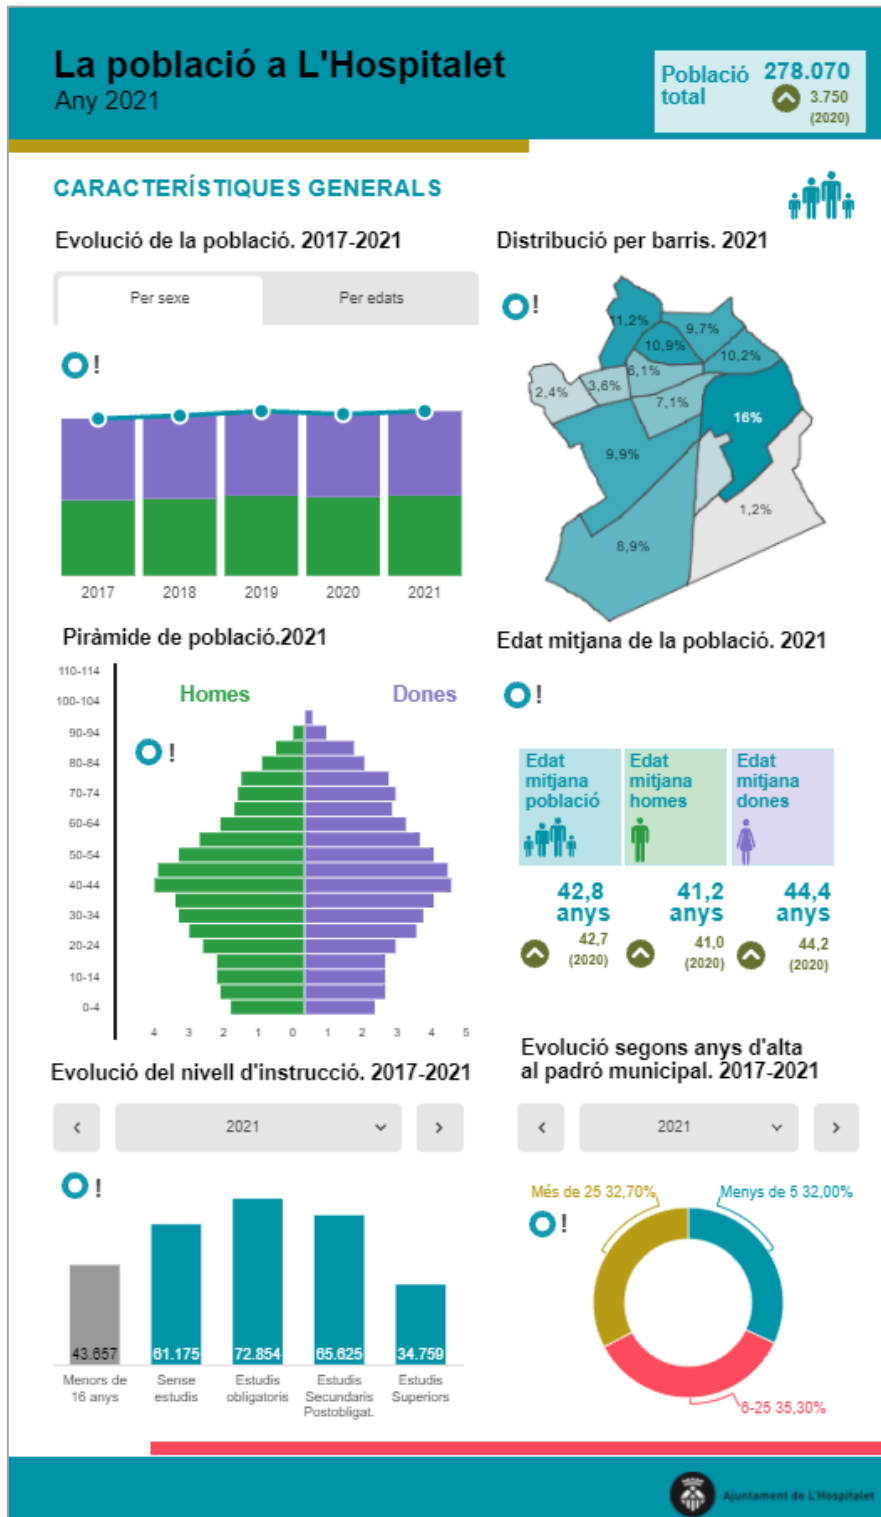 La població a L'Hospitalet
Any 2021
Població total
278.070
3.750
(2020)
CARACTERÍSTIQUES GENERALS
Evolució de la població. 2017-2021
Per sexe
Per edats
!
2017
2018
2019
2020
2021
Distribució per barris. 2021
!
11,2%
9,7%
10,9%
10,2%
6,1%
3,6%
2,4%
7,1%
16%
9,9%
1,2%
8,9%
Piràmide de població.2021
110-114
100-104
90-94
80-84
70-74
60-64
50-54
40-44
30-34
20-24
10-14
0-4
Homes
Dones
!
4 3 2 1 0 1 2 3 4 5
Edat mitjana de la població. 2021
!
Edat
mitjana
població
Edat
mitjana
homes
Edat
mitjana
dones
42,8
anys
42,7
(2020)
41,2
anys
41,0
(2020)
44,4
anys
44,2
(2020)
Evolució del nivell d'instrucció. 2017-2021
2021
!
43.657
61.175
72.854
65.625
34.759
Menors de
16 anys
Sense
estudis
Estudis
obligatoris
Estudis
Secundaris
Postobligat.
Estudis
Superiors
Evolució segons anys d'alta
al padró municipal. 2017-2021
2021
!
Més de 25 32,70%
Menys de 5 32,00%
6-25 35,30%
Ajuntament de L'Hospitalet